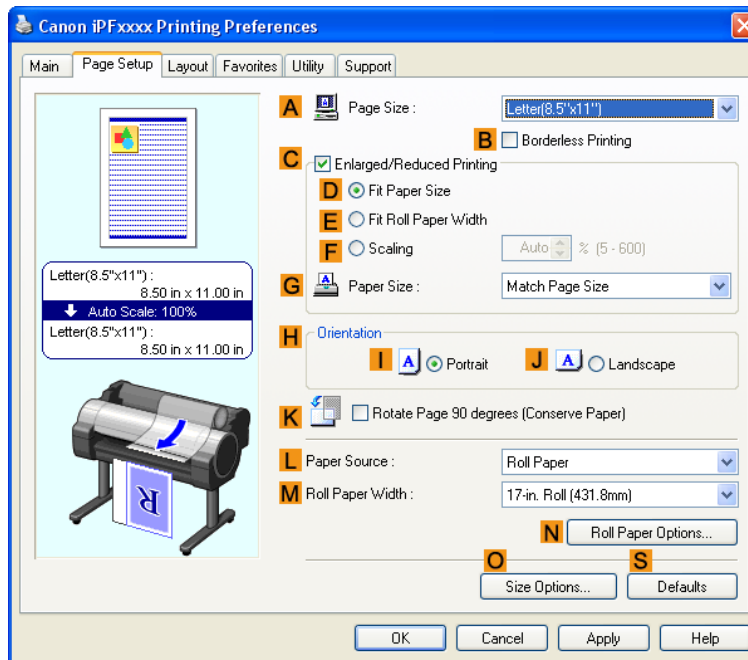 Canon iPFxxxx Printing Preferences
Main Page Setup Layout Favorites Utility Support
A Page Size : Letter(8.5"x11")
B Borderless Printing
C Enlarged/Reduced Printing
D Fit Paper Size
E Fit Roll Paper Width
F Scaling Auto % (5 - 600)
G Paper Size : Match Page Size
Letter(8.5"x11") :
8.50 in x 11.00 in
Auto Scale: 100%
Letter(8.5"x11") :
8.50 in x 11.00 in
H Orientation
I A Portrait J A Landscape
K Rotate Page 90 degrees (Conserve Paper)
L Paper Source : Roll Paper
M Roll Paper Width : 17-in. Roll (431.8mm)
R
N Roll Paper Options...
O S
Size Options... Defaults
OK Cancel Apply Help